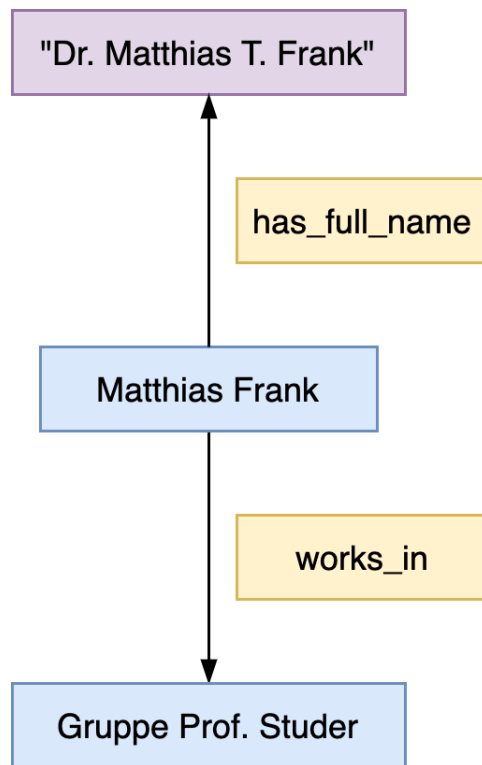 "Dr. Matthias T. Frank"
has_full_name
Matthias Frank
works_in
Gruppe Prof. Studer